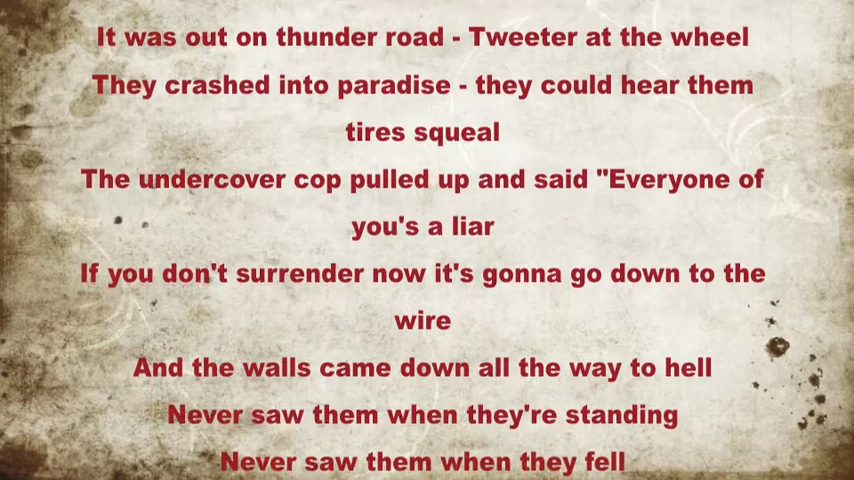 It was out on thunder road - Tweeter at the wheel
They crashed into paradise - they could hear them
tires squeal
The undercover cop pulled up and said "Everyone of
you's a liar
If you don't surrender now it's gonna go down to the
wire
And the walls came down all the way to hell
Never saw them when they're standing
Never saw them when they fell